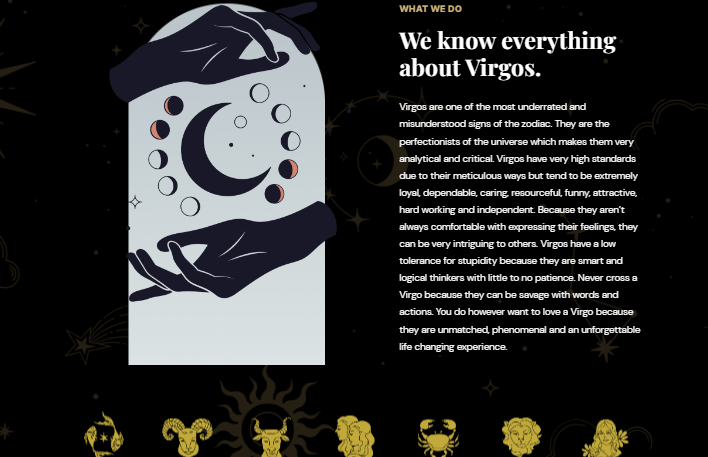 WHAT WE DO
We know everything
about Virgos.
Virgos are one of the most underrated and
misunderstood signs of the zodiac. They are the
perfectionists of the universe which makes them very
analytical and critical. Virgos have very high standards
due to their meticulous ways but tend to be extremely
loyal, dependable, caring, resourceful, funny, attractive,
hard working and independent. Because they aren't
always comfortable with expressing their feelings, they
can be very intriguing to others. Virgos have a low
tolerance for stupidity because they are smart and
logical thinkers with little to no patience. Never cross a
Virgo because they can be savage with words and
actions. You do however want to love a Virgo because
they are unmatched, phenomenal and an unforgettable
life changing experience.